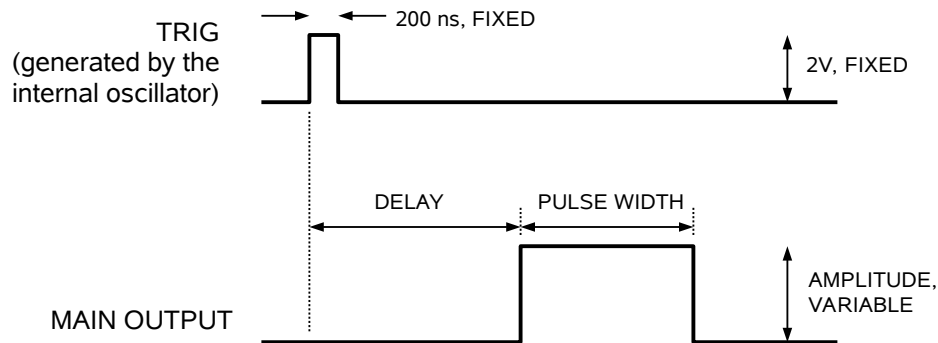 TRIG
(generated by the
internal oscillator)
200 ns, FIXED
2V, FIXED
DELAY
PULSE WIDTH
MAIN OUTPUT
AMPLITUDE,
VARIABLE